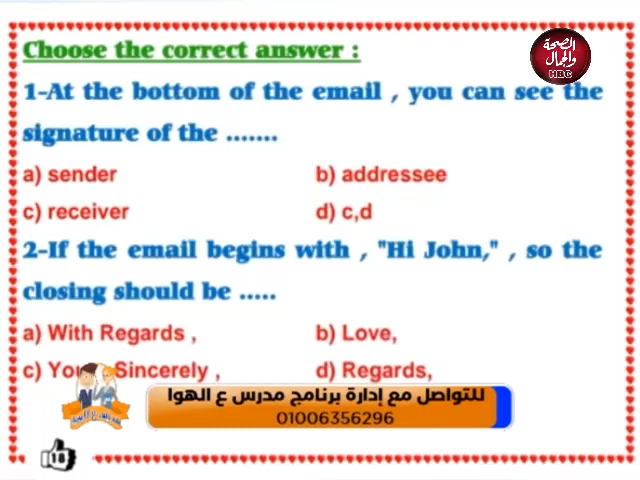 Choose the correct answer :
الصحة
والجمال
HBC
1-At the bottom of the email , you can see the
signature of the .......
a) sender b) addressee
c) receiver d) c,d
2-If the email begins with , "Hi John," , so the
closing should be .....
a) With Regards , b) Love,
c) Sincerely , d) Regards,
للتواصل مع إدارة برنامج مدرس ع الهوا
01006356296
18